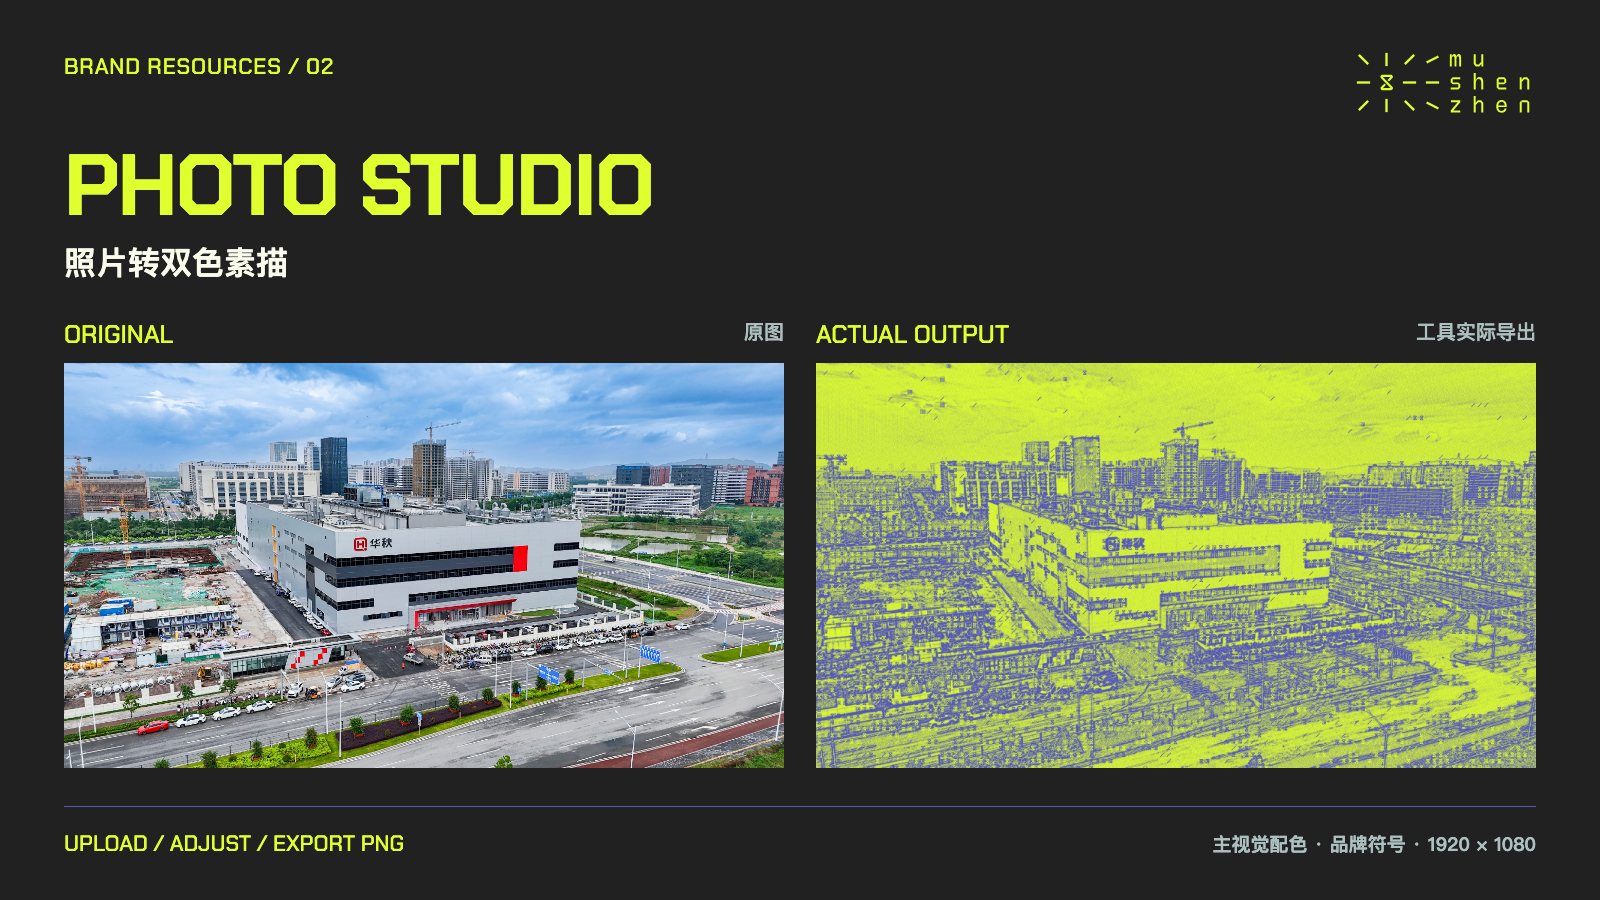 BRAND RESOURCES / 02
mu
shen
zhen
PHOTO STUDIO
照片转双色素描
ORIGINAL
原图
ACTUAL OUTPUT
工具实际导出
华秋
华秋
UPLOAD / ADJUST / EXPORT PNG
主视觉配色 · 品牌符号 · 1920 × 1080